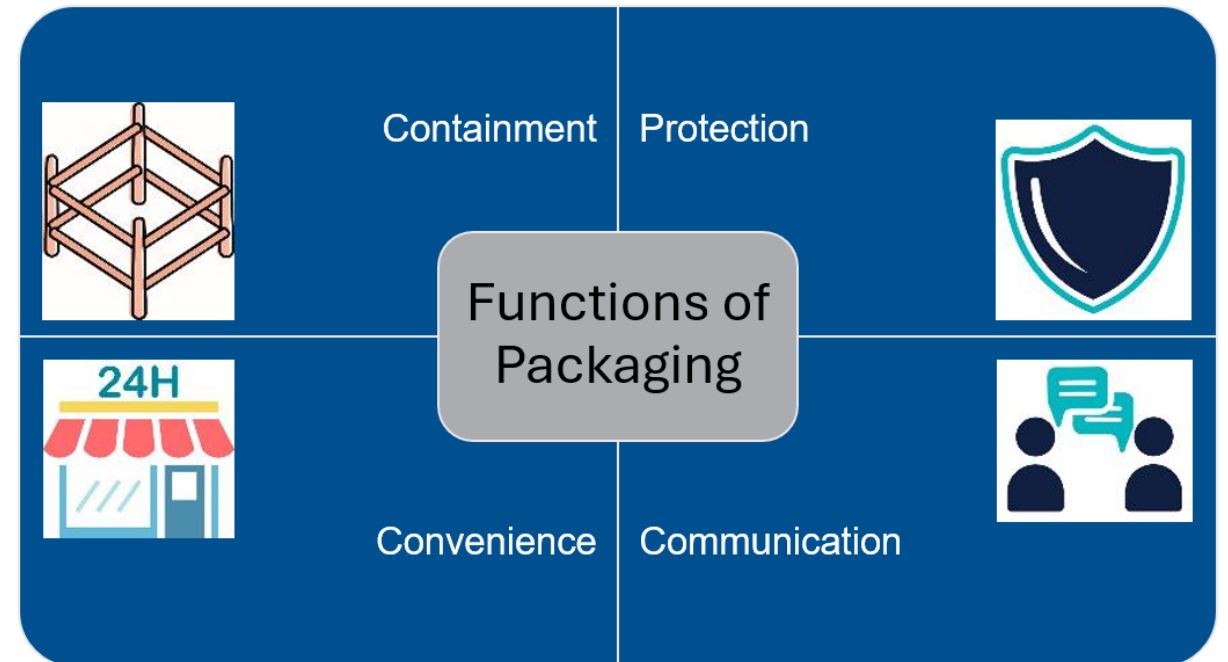 Containment
Protection
Functions of
Packaging
24H
Convenience
Communication